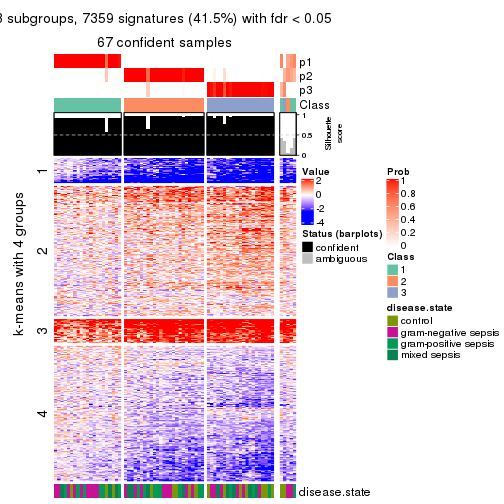 3 subgroups, 7359 signatures (41.5%) with fdr < 0.05
67 confident samples
p1
p2
p3
Class
1
0.5
0
Silhouette
score
k-means with 4 groups
1
2
3
4
disease.state
Value
2
0
-2
-4
Status (barplots)
confident
ambiguous
Prob
1
0.8
0.6
0.4
0.2
0
Class
1
2
3
disease.state
control
gram-negative sepsis
gram-positive sepsis
mixed sepsis